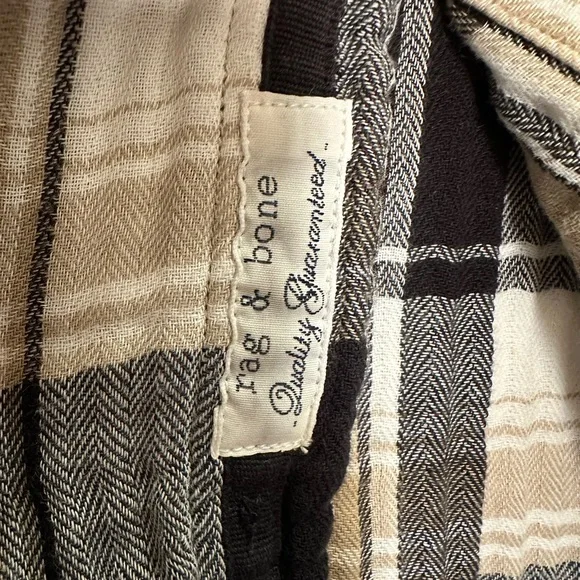 rag & bone
- Quality Guaranteed -